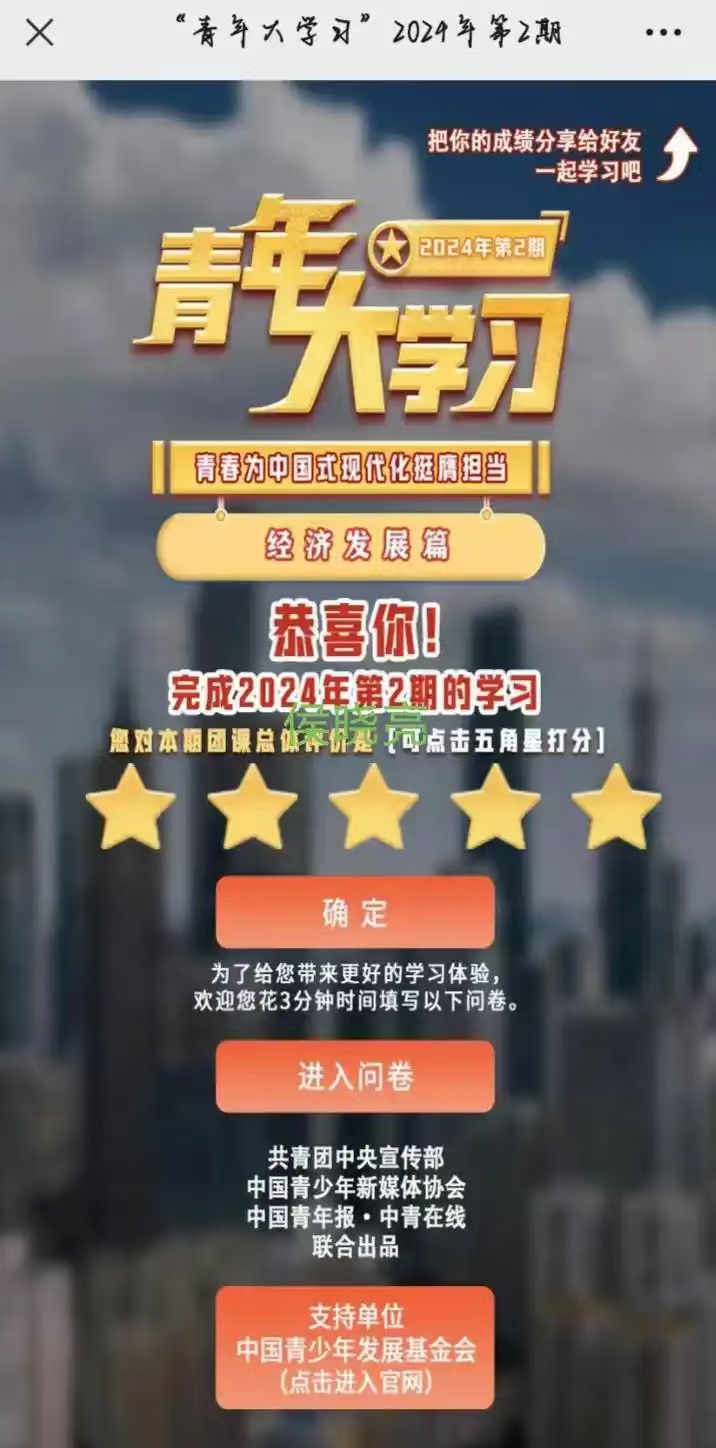 “青年大学习”2024年第2期
把你的成绩分享给好友
一起学习吧
青年大学习
2024年第2期
青春为中国式现代化挺膺担当
经济发展篇
恭喜你!
完成2024年第2期的学习
侯晓亮
您对本期团课总体评价是【可点击五角星打分】
确定
为了给您带来更好的学习体验,
欢迎您花3分钟时间填写以下问卷。
进入问卷
共青团中央宣传部
中国青少年新媒体协会
中国青年报·中青在线
联合出品
支持单位
中国青少年发展基金会
(点击进入官网)